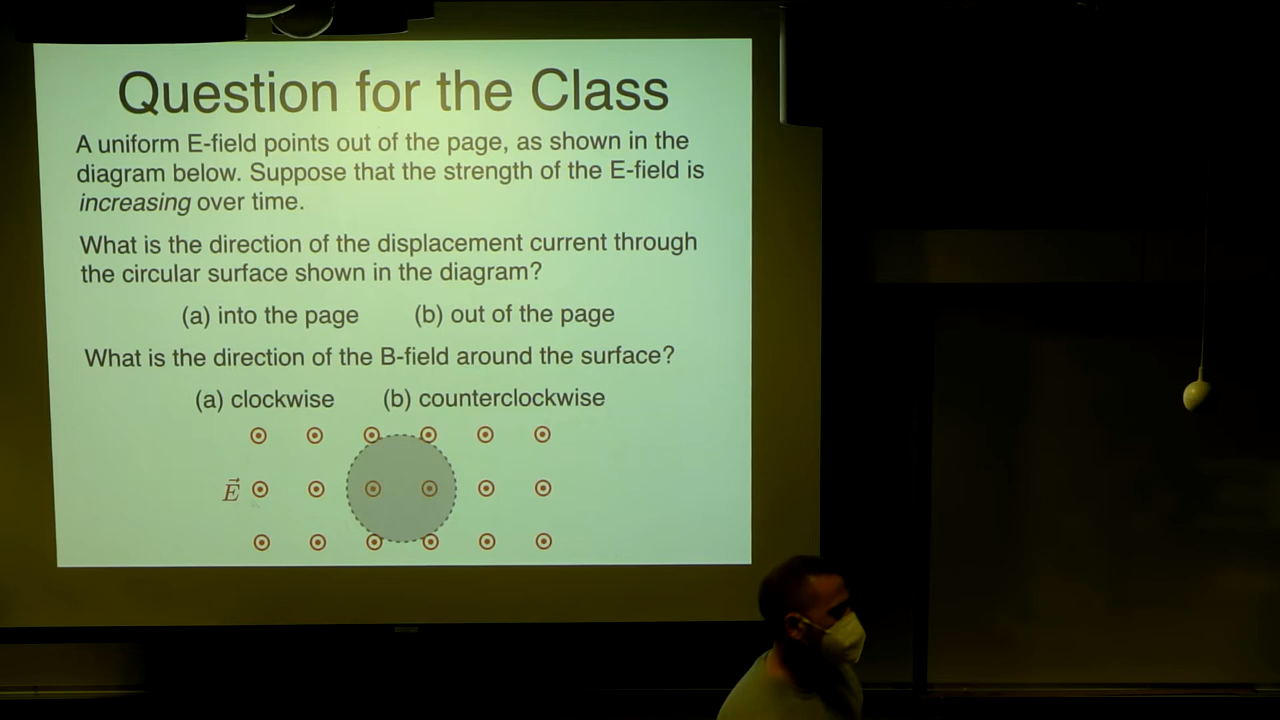 Question for the Class
A uniform E-field points out of the page, as shown in the
diagram below. Suppose that the strength of the E-field is
increasing over time.
What is the direction of the displacement current through
the circular surface shown in the diagram?
(a) into the page (b) out of the page
What is the direction of the B-field around the surface?
(a) clockwise (b) counterclockwise
E⃗